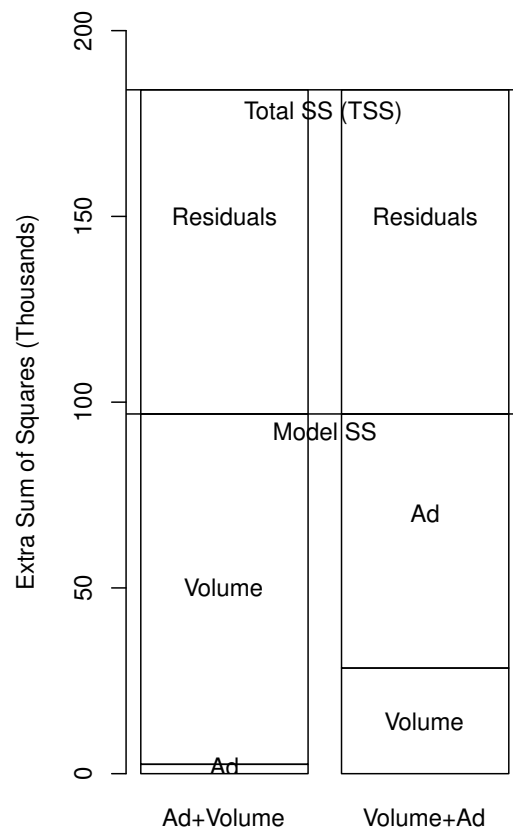 200
150
100
50
0
Extra Sum of Squares (Thousands)
Total SS (TSS)
Residuals
Residuals
Model SS
Ad
Volume
Volume
Ad
Ad+Volume
Volume+Ad